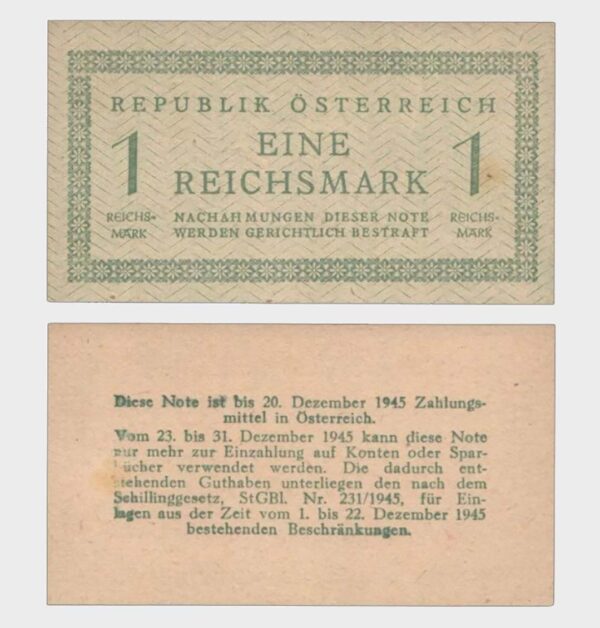 REPUBLIK ÖSTERREICH
1 EINE 1
REICHSMARK
REICHS- NACHAHMUNGEN DIESER NOTE REICHS-
MARK WERDEN GERICHTLICH BESTRAFT MARK
Diese Note ist bis 20. Dezember 1945 Zahlungs-
mittel in Österreich.
Vom 23. bis 31. Dezember 1945 kann diese Note
nur mehr zur Einzahlung auf Konten oder Spar-
bücher verwendet werden. Die dadurch ent-
stehenden Guthaben unterliegen den nach dem
Schillinggesetz, StGBl. Nr. 231/1945, für Ein-
lagen aus der Zeit vom 1. bis 22. Dezember 1945
bestehenden Beschränkungen.